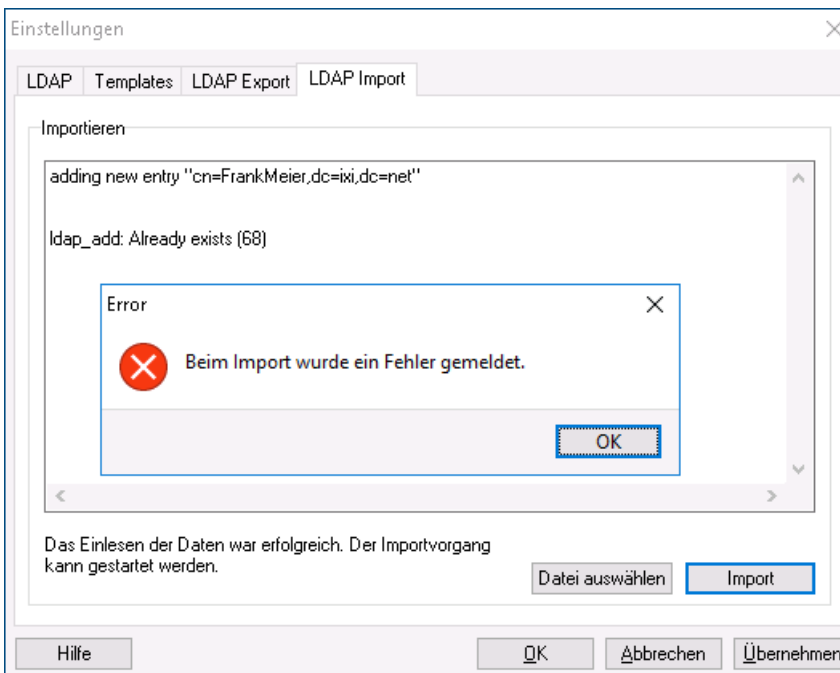 Einstellungen
LDAP Templates LDAP Export LDAP Import
Importieren
adding new entry "cn=FrankMeier,dc=ixi,dc=net"
ldap_add: Already exists (68)
Error
Beim Import wurde ein Fehler gemeldet.
OK
Das Einlesen der Daten war erfolgreich. Der Importvorgang
kann gestartet werden.
Datei auswählen Import
Hilfe OK Abbrechen Übernehmen